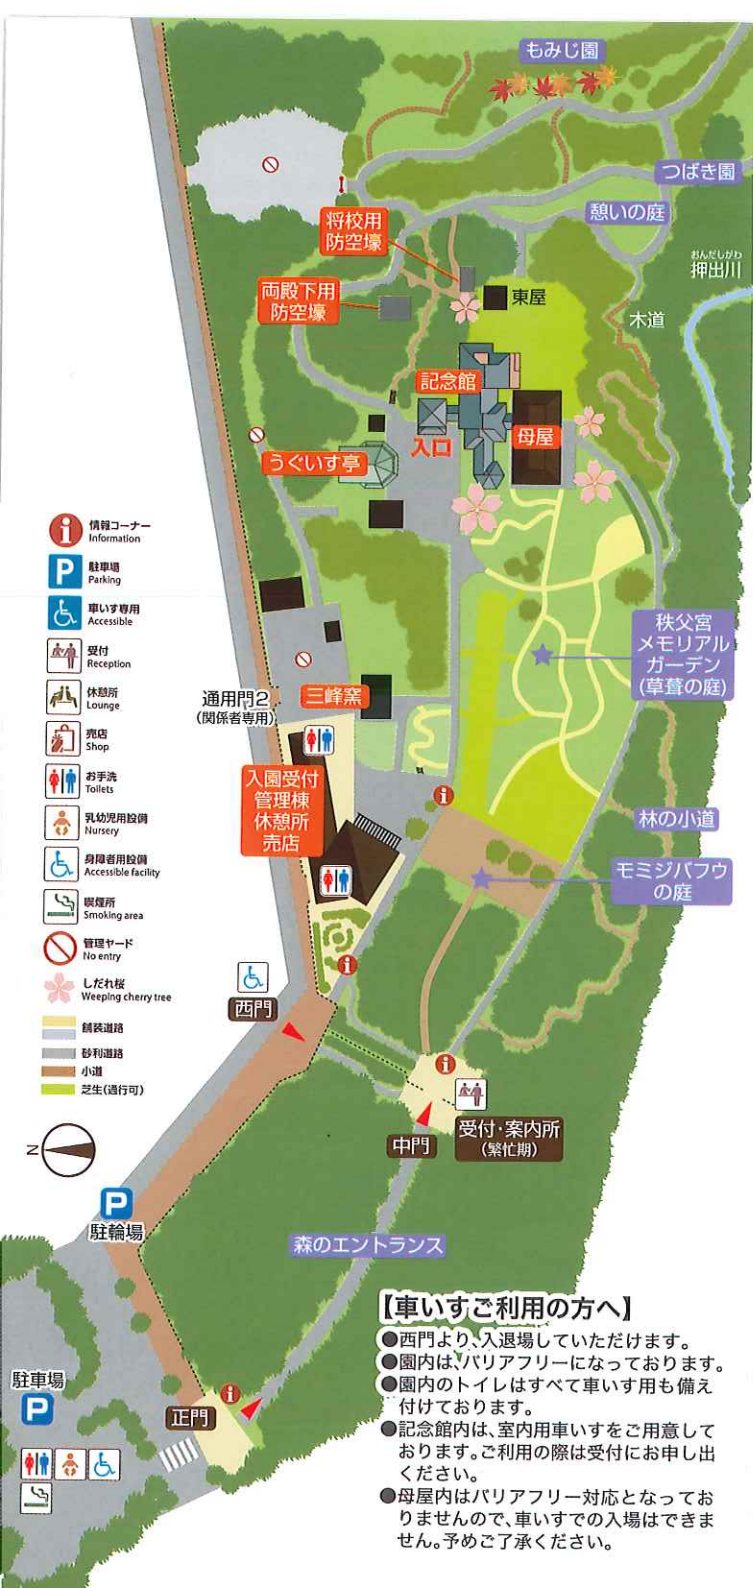 もみじ園
つばき園
憩いの庭
将校用
防空壕
おんだしがわ
押出川
両殿下用
防空壕
東屋
木道
記念館
入口
母屋
うぐいす亭
i
情報コーナー
Information
P
駐車場
Parking
車いす専用
Accessible
受付
Reception
休憩所
Lounge
売店
Shop
お手洗
Toilets
乳幼児用設備
Nursery
身障者用設備
Accessible facility
喫煙所
Smoking area
管理ヤード
No entry
しだれ桜
Weeping cherry tree
舗装道路
砂利道路
小道
芝生(通行可)
N
秩父宮
メモリアル
ガーデン
(草葺の庭)
通用門2
(関係者専用)
三峰窯
入園受付
管理棟
休憩所
売店
i
林の小道
モミジバフウ
の庭
i
西門
i
中門
受付・案内所
(繁忙期)
P
駐輪場
森のエントランス
駐車場
P
i
正門
【車いすご利用の方へ】
●西門より、入退場していただけます。
●園内は、バリアフリーになっております。
●園内のトイレはすべて車いす用も備え
付けております。
●記念館内は、室内用車いすをご用意して
おります。ご利用の際は受付にお申し出
ください。
●母屋内はバリアフリー対応となってお
りませんので、車いすでの入場はできま
せん。予めご了承ください。